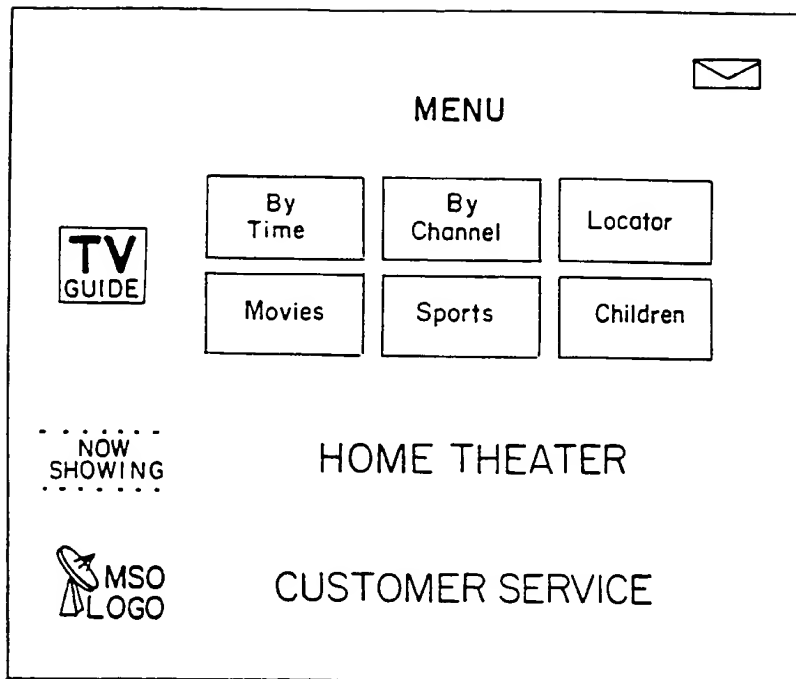 MENU
By
Time
By
Channel
Locator
TV
GUIDE
Movies
Sports
Children
NOW
SHOWING
HOME THEATER
MSO
LOGO
CUSTOMER SERVICE